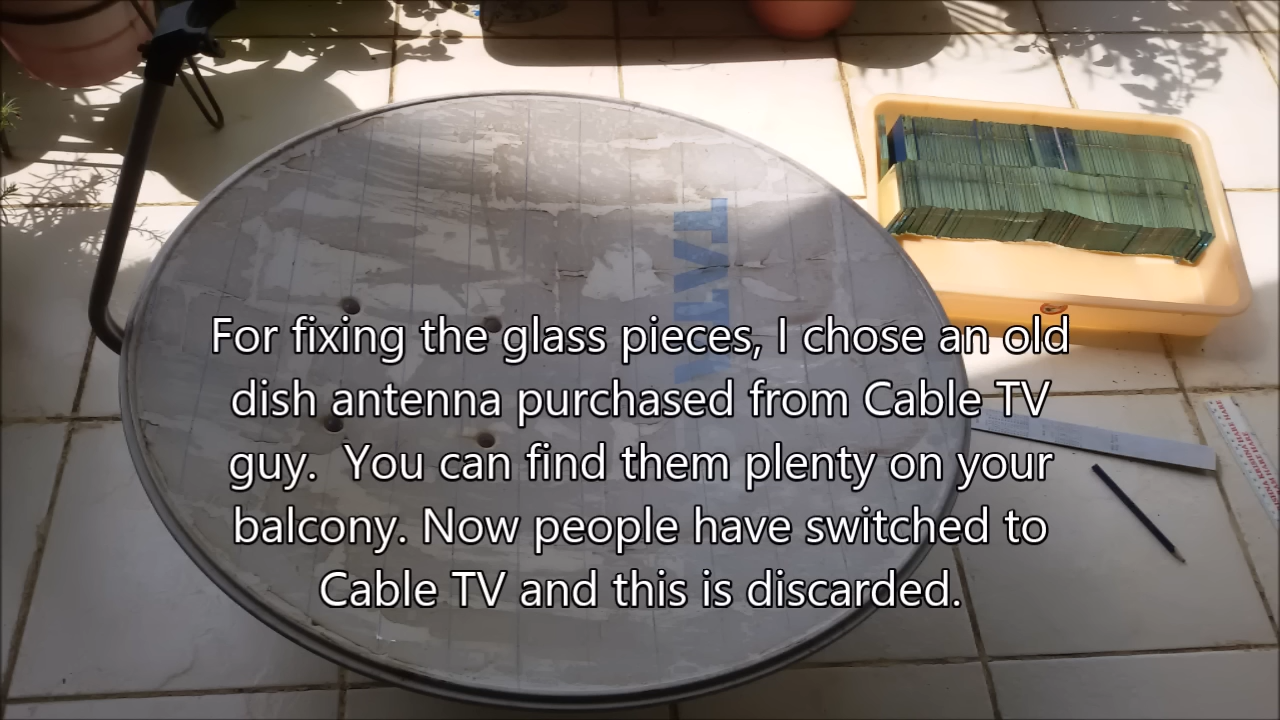 TATA
For fixing the glass pieces, I chose an old
dish antenna purchased from Cable TV
guy.  You can find them plenty on your
balcony. Now people have switched to
Cable TV and this is discarded.